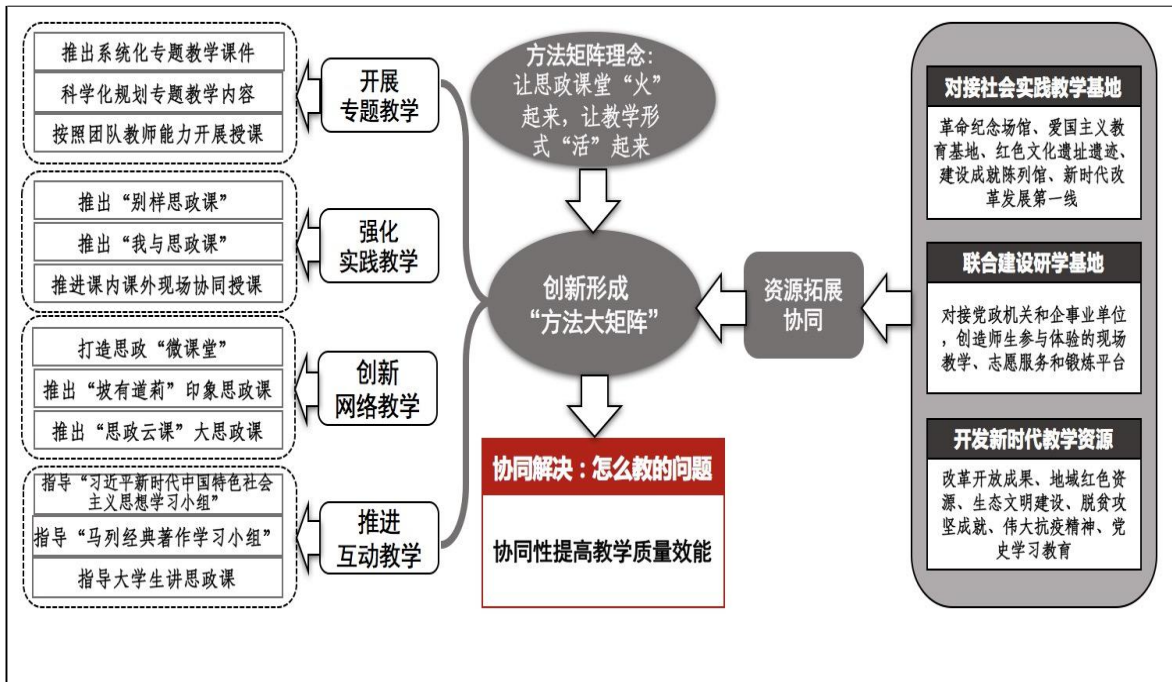 推出系统化专题教学课件
科学化规划专题教学内容
按照团队教师能力开展授课
开展
专题教学
推出“别样思政课”
推出“我与思政课”
推进课内课外现场协同授课
强化
实践教学
打造思政“微课堂”
推出“坡有道莉”印象思政课
推出“思政云课”大思政课
创新
网络教学
指导“习近平新时代中国特色社会
主义思想学习小组”
指导“马列经典著作学习小组”
指导大学生讲思政课
推进
互动教学
方法矩阵理念：
让思政课堂“火”
起来，让教学形
式“活”起来
创新形成
“方法大矩阵”
协同解决：怎么教的问题
协同性提高教学质量效能
资源拓展
协同
对接社会实践教学基地
革命纪念场馆、爱国主义教
育基地、红色文化遗址遗迹、
建设成就陈列馆、新时代改
革发展第一线
联合建设研学基地
对接党政机关和企事业单位
，创造师生参与体验的现场
教学、志愿服务和锻炼平台
开发新时代教学资源
改革开放成果、地域红色资
源、生态文明建设、脱贫攻
坚成就、伟大抗疫精神、党
史学习教育